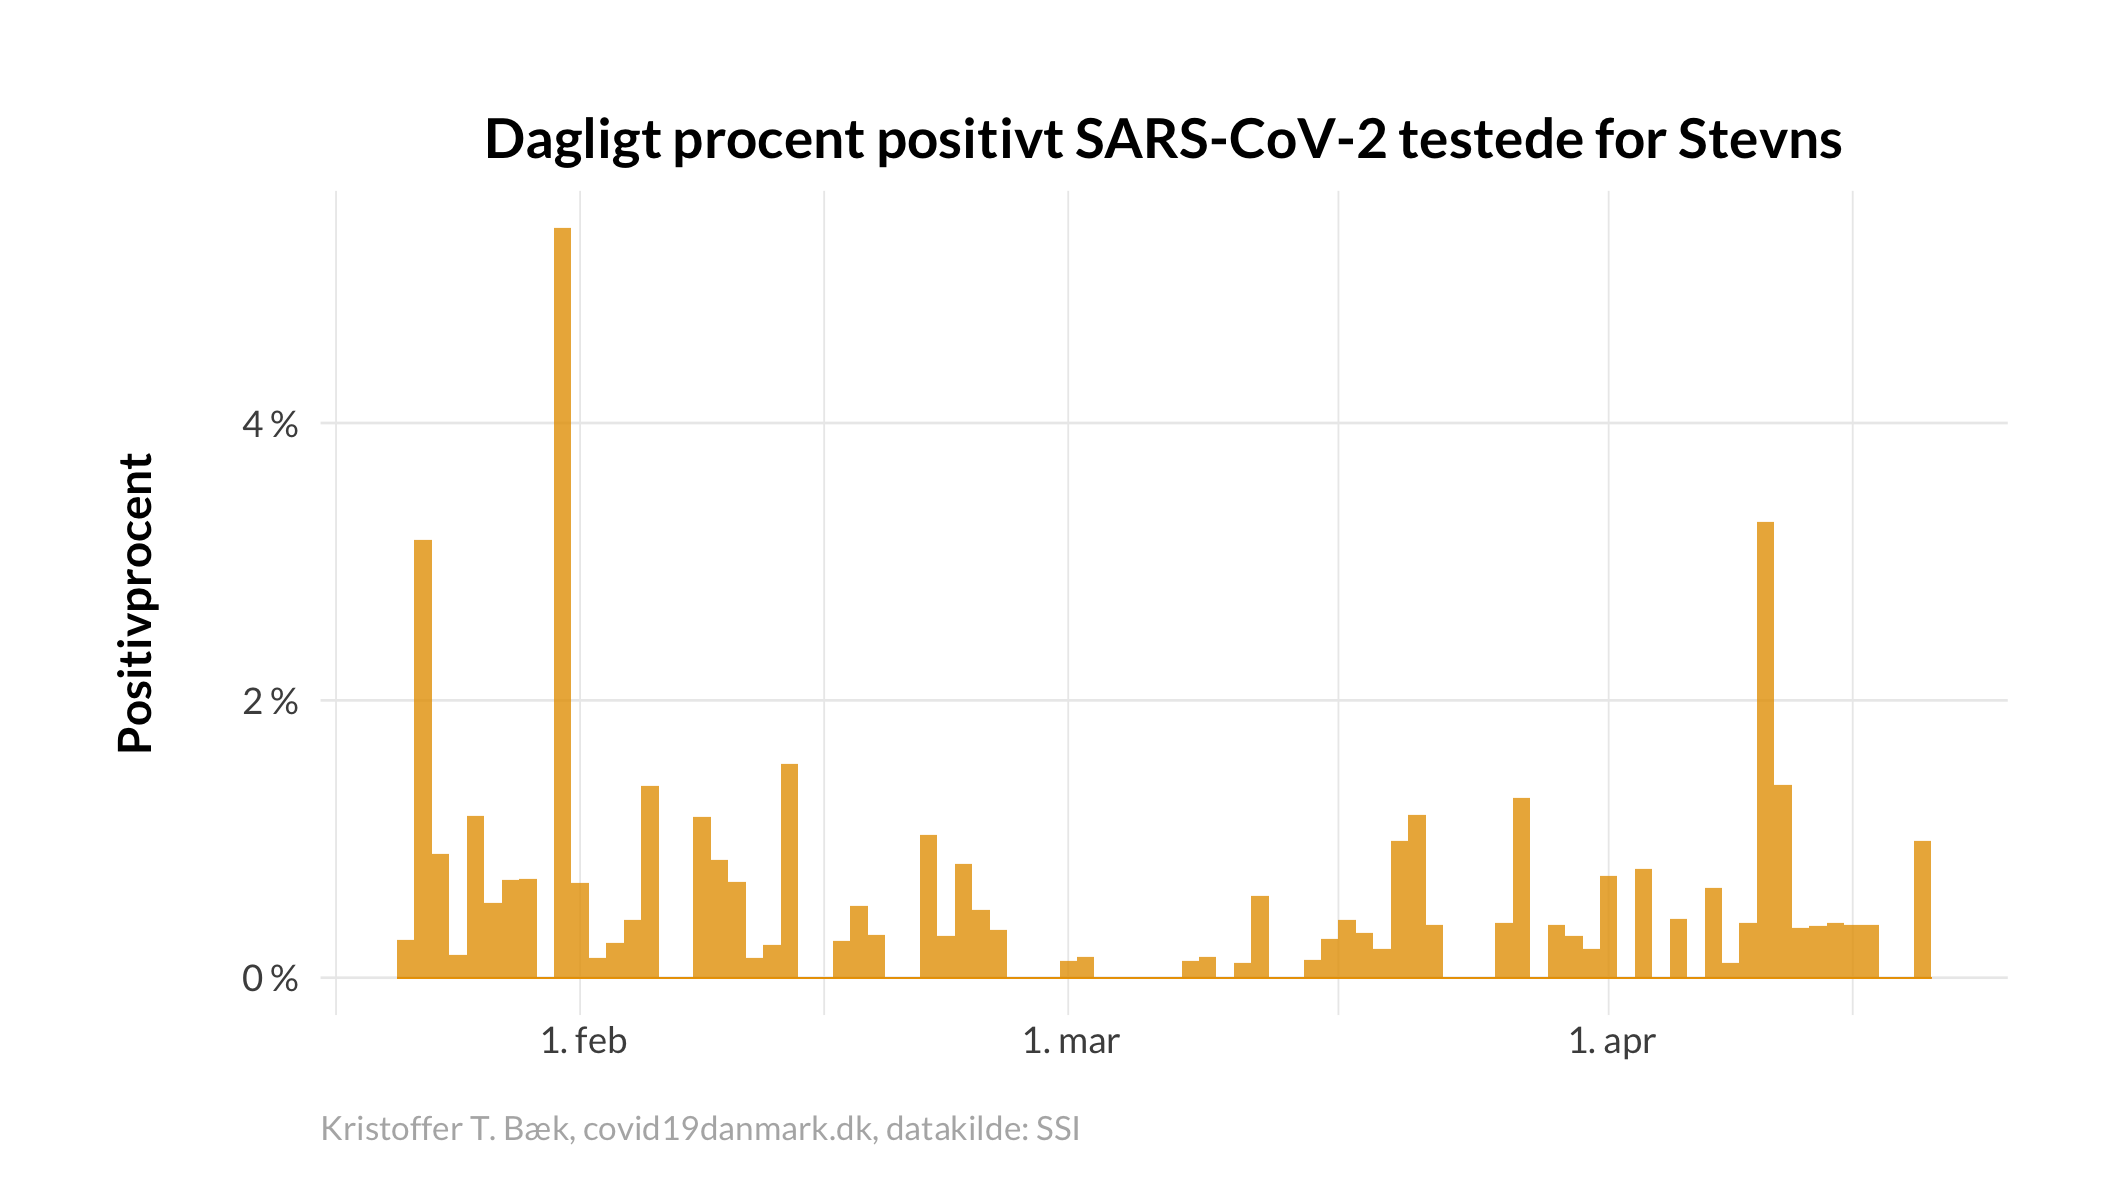 Dagligt procent positivt SARS-CoV-2 testede for Stevns
Positivprocent
4 %
2 %
0 %
1. feb
1. mar
1. apr
Kristoffer T. Bæk, covid19danmark.dk, datakilde: SSI